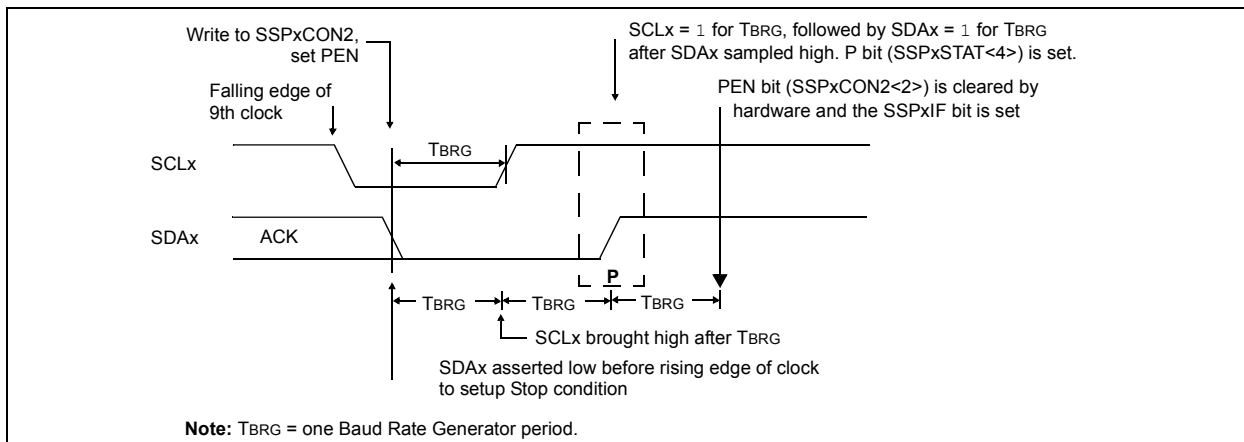 Write to SSPxCON2,
set PEN
SCLx = 1 for TBRG, followed by SDAx = 1 for TBRG
after SDAx sampled high. P bit (SSPxSTAT<4>) is set.
PEN bit (SSPxCON2<2>) is cleared by
hardware and the SSPxIF bit is set
Falling edge of
9th clock
TBRG
SCLx
SDAx
ACK
P
TBRG
TBRG
TBRG
SCLx brought high after TBRG
SDAx asserted low before rising edge of clock
to setup Stop condition
Note: TBRG = one Baud Rate Generator period.